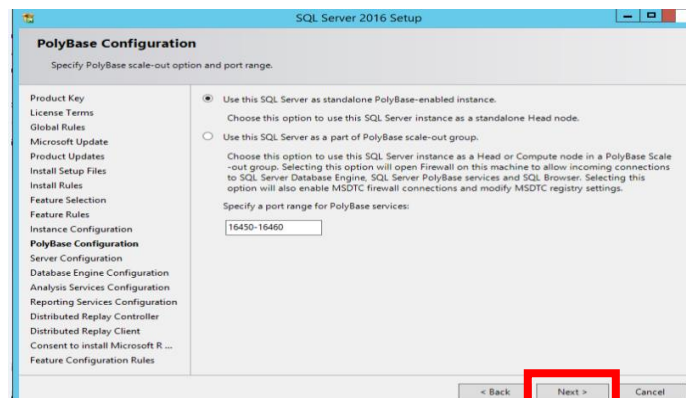 SQL Server 2016 Setup
PolyBase Configuration
Specify PolyBase scale-out option and port range.
Product Key
License Terms
Global Rules
Microsoft Update
Product Updates
Install Setup Files
Install Rules
Feature Selection
Feature Rules
Instance Configuration
PolyBase Configuration
Server Configuration
Database Engine Configuration
Analysis Services Configuration
Reporting Services Configuration
Distributed Replay Controller
Distributed Replay Client
Consent to install Microsoft R ...
Feature Configuration Rules
Use this SQL Server as standalone PolyBase-enabled instance.
Choose this option to use this SQL Server instance as a standalone Head node.
Use this SQL Server as a part of PolyBase scale-out group.
Choose this option to use this SQL Server instance as a Head or Compute node in a PolyBase Scale
-out group. Selecting this option will open Firewall on this machine to allow incoming connections
to SQL Server Database Engine, SQL Server PolyBase services and SQL Browser. Selecting this
option will also enable MSDTC firewall connections and modify MSDTC registry settings.
Specify a port range for PolyBase services:
16450-16460
< Back
Next >
Cancel